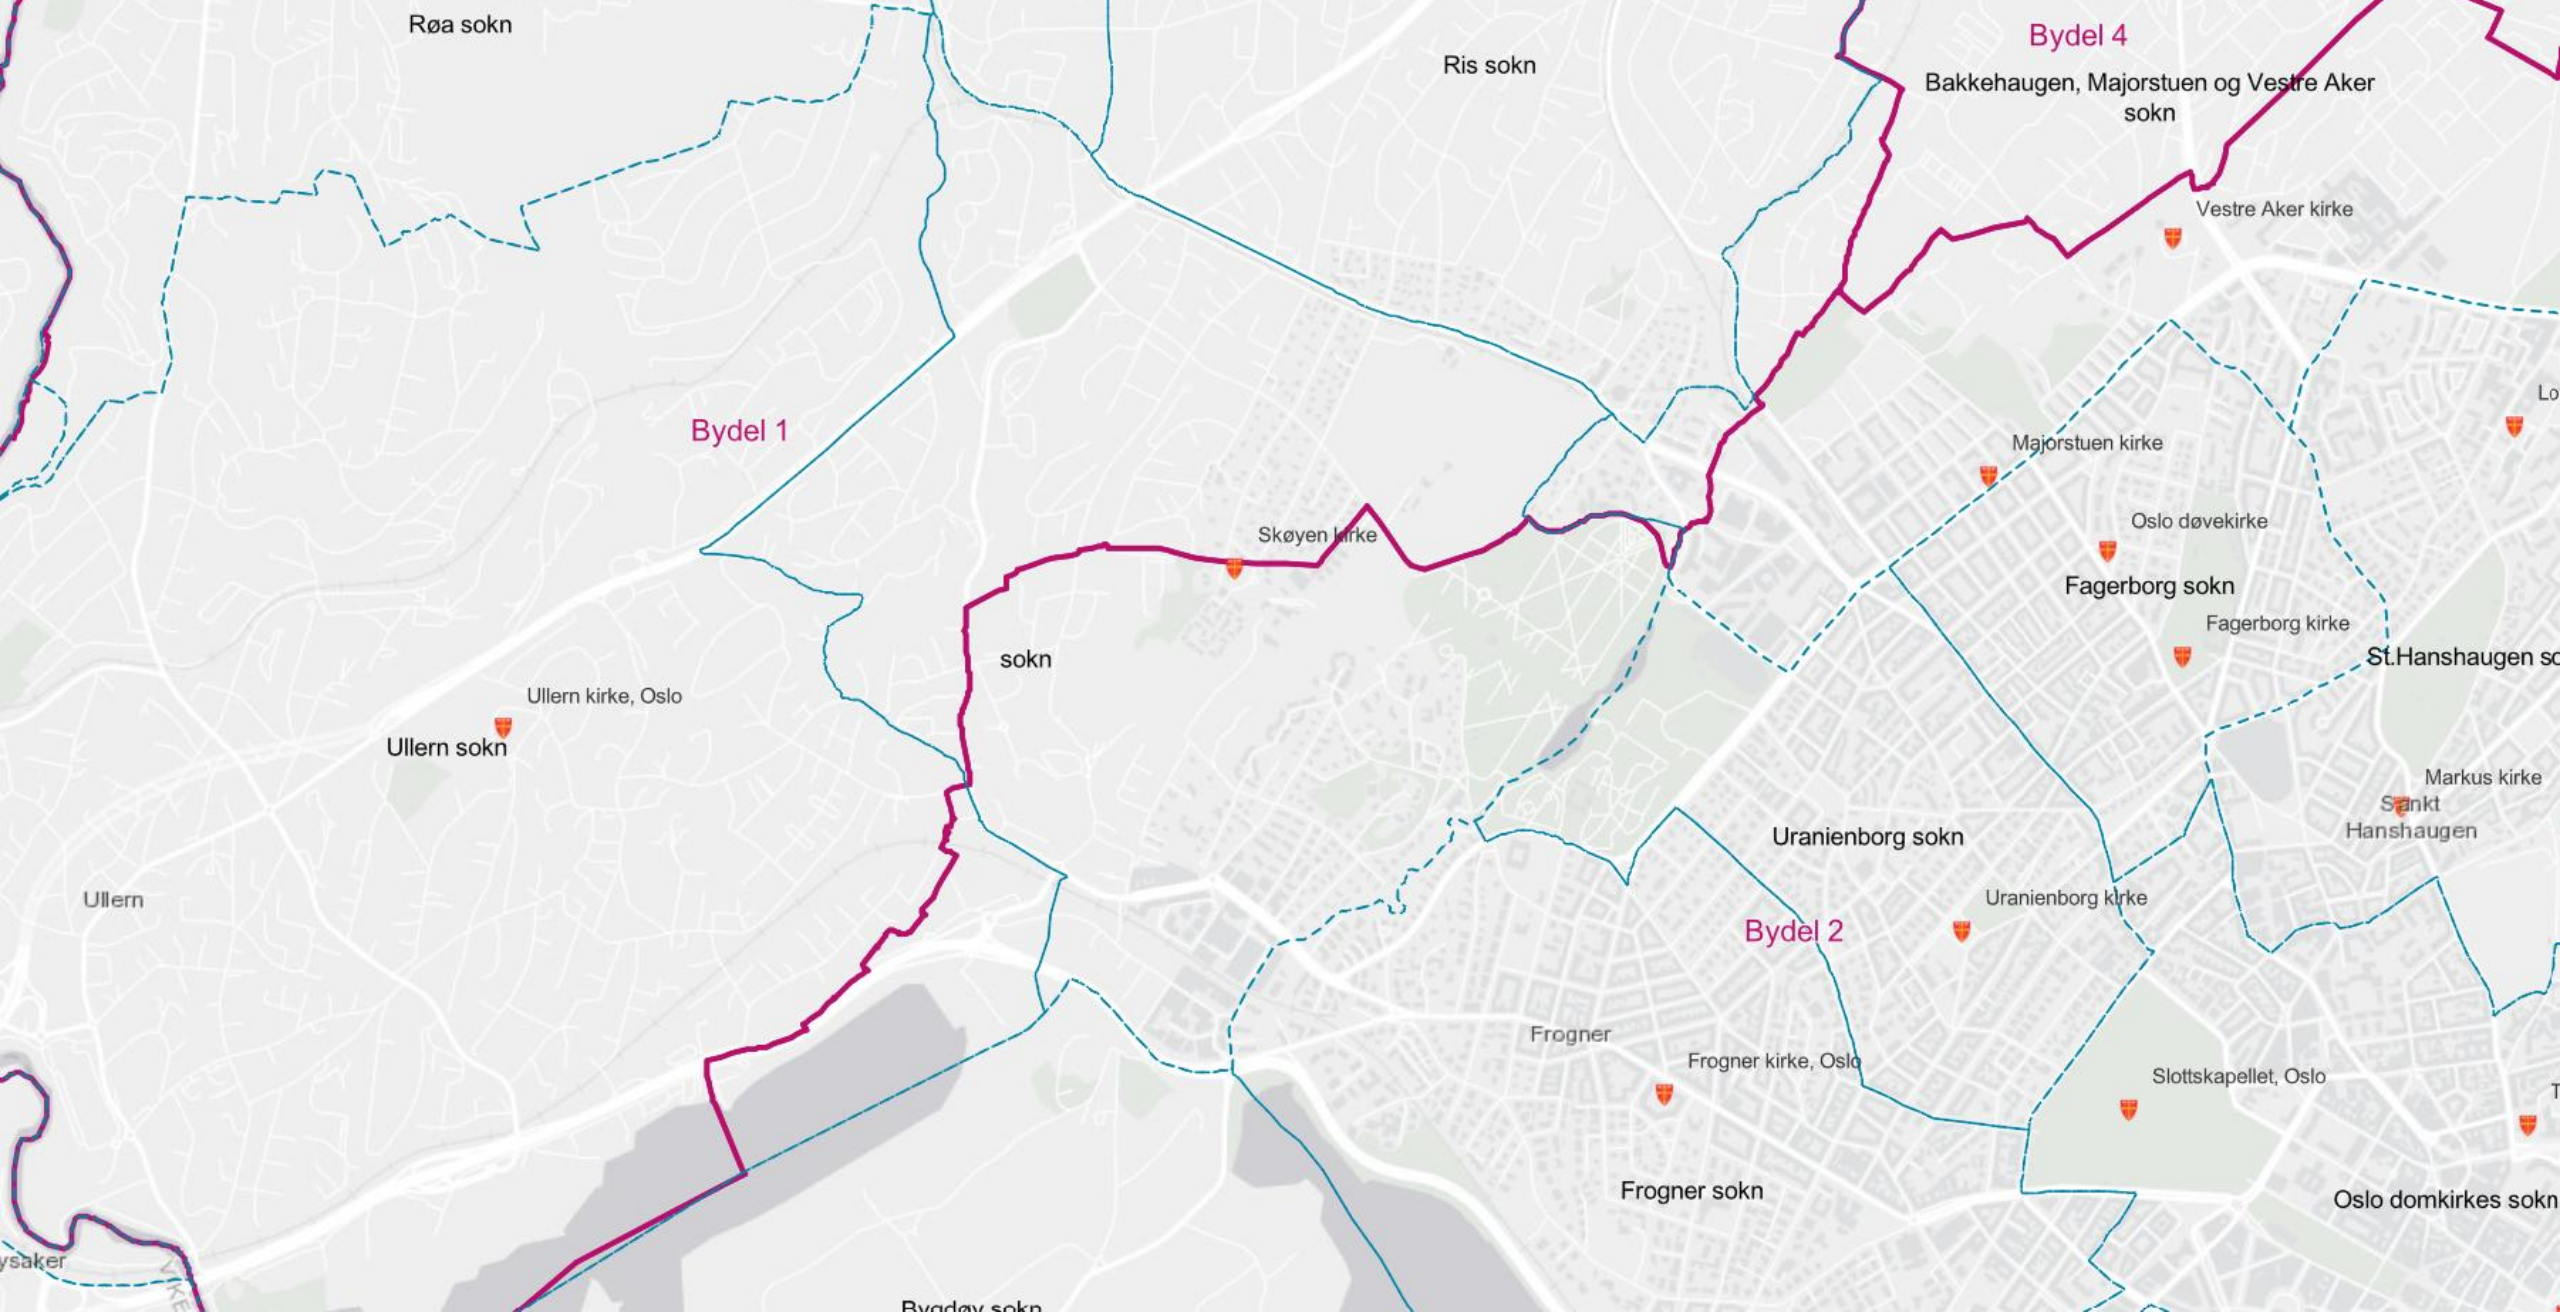 Røa sokn
Ris sokn
Bydel 4
Bakkehaugen, Majorstuen og Vestre Aker
sokn
Vestre Aker kirke
Lo
Bydel 1
Majorstuen kirke
Oslo døvekirke
Skøyen kirke
Fagerborg sokn
Fagerborg kirke
sokn
St.Hanshaugen so
Ullern kirke, Oslo
Ullern sokn
Markus kirke
Sankt
Hanshaugen
Uranienborg sokn
Ullern
Uranienborg kirke
Bydel 2
Frogner
Frogner kirke, Oslo
Slottskapellet, Oslo
T
Frogner sokn
Oslo domkirkes sokn
ysaker
Bygdøy sokn